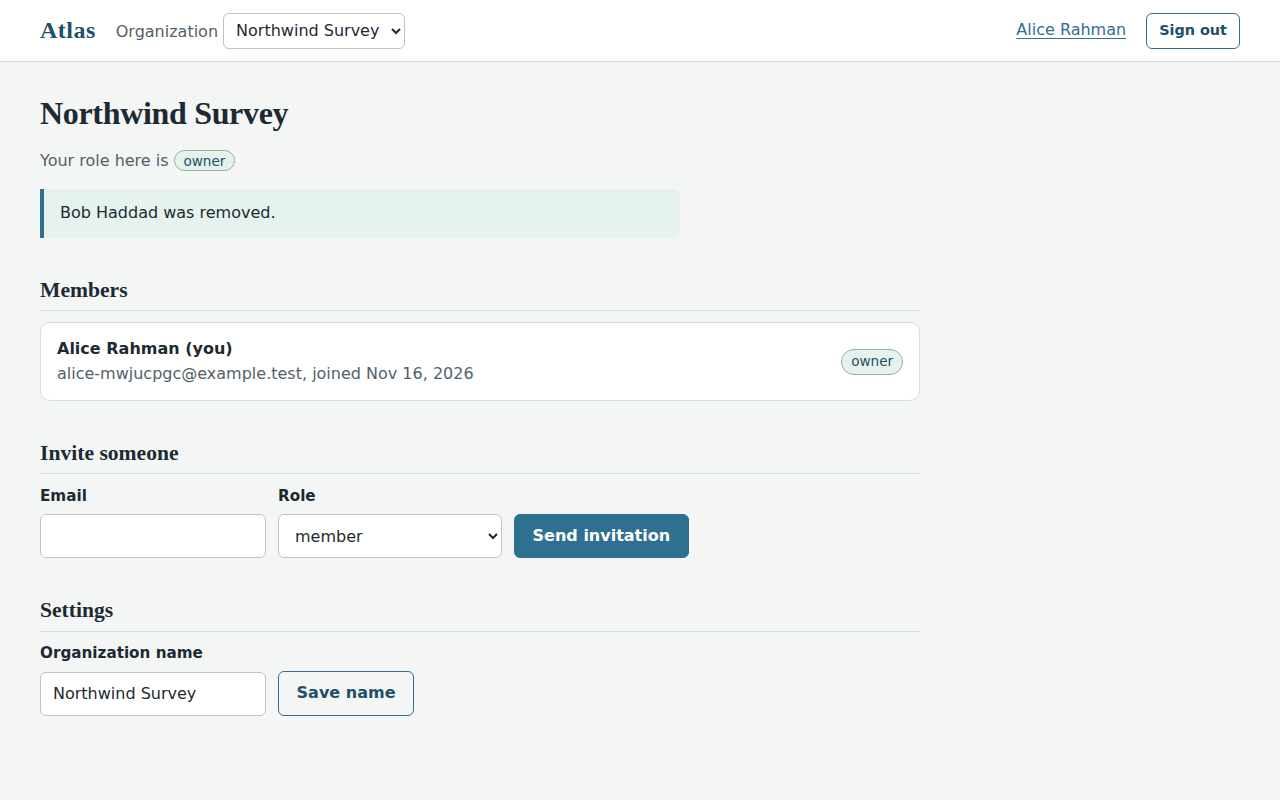 Atlas Organization Northwind Survey Alice Rahman Sign out
Northwind Survey
Your role here is owner
Bob Haddad was removed.
Members
Alice Rahman (you)
alice-mwjucpgc@example.test, joined Nov 16, 2026
owner
Invite someone
Email Role
member Send invitation
Settings
Organization name
Northwind Survey Save name